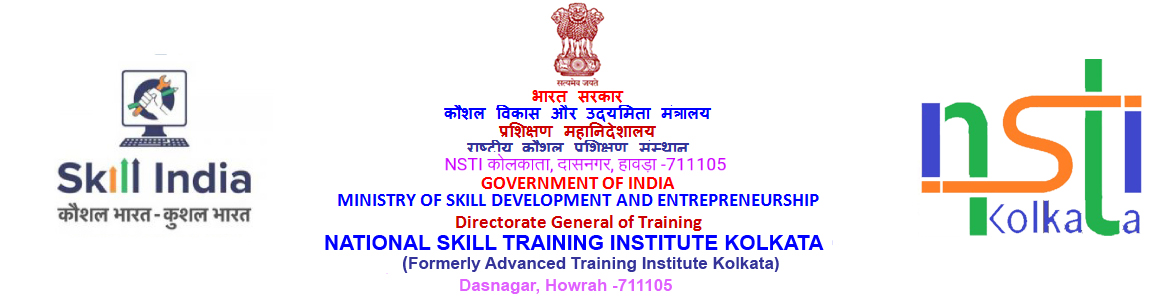 Skill India
कौशल भारत - कुशल भारत
सत्यमेव जयते
भारत सरकार
कौशल विकास और उद्यमिता मंत्रालय
प्रशिक्षण महानिदेशालय
राष्ट्रीय कौशल प्रशिक्षण संस्थान
NSTI कोलकाता, दासनगर, हावड़ा -711105
GOVERNMENT OF INDIA
MINISTRY OF SKILL DEVELOPMENT AND ENTREPRENEURSHIP
Directorate General of Training
NATIONAL SKILL TRAINING INSTITUTE KOLKATA
(Formerly Advanced Training Institute Kolkata)
Dasnagar, Howrah -711105
nsti
Kolkata